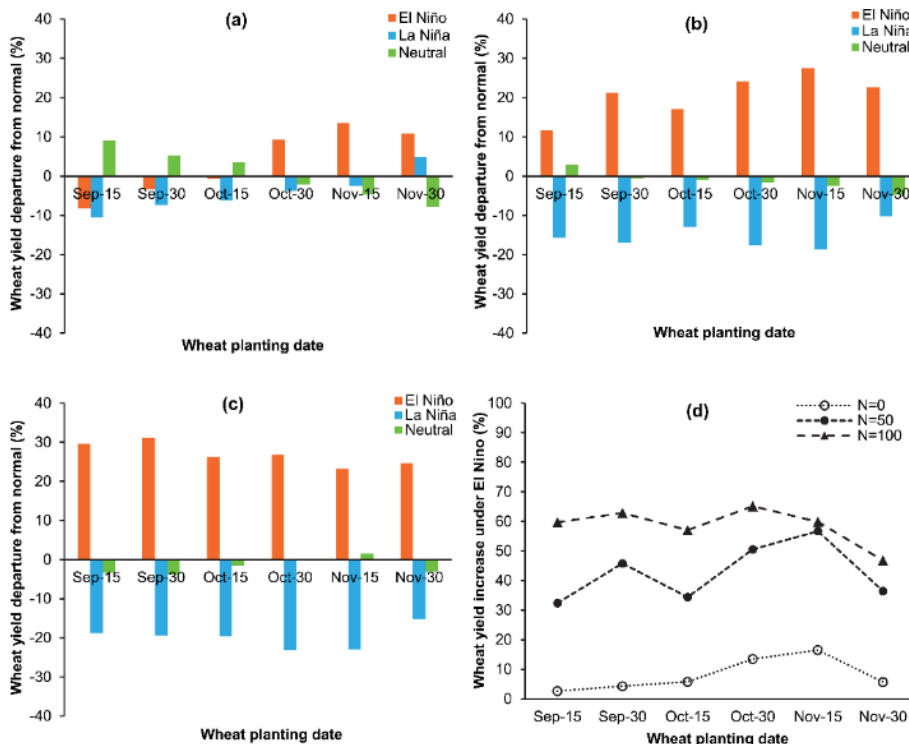 Wheat yield departure from normal (%)
40
30
20
10
0
-10
-20
-30
-40
(a)
El Niño
La Niña
Neutral
Sep-15 Sep-30 Oct-15 Oct-30 Nov-15 Nov-30
Wheat planting date
Wheat yield departure from normal (%)
40
30
20
10
0
-10
-20
-30
-40
(b)
El Niño
La Niña
Neutral
Sep-15 Sep-30 Oct-15 Oct-30 Nov-15 Nov-30
Wheat planting date
Wheat yield departure from normal (%)
40
30
20
10
0
-10
-20
-30
-40
(c)
El Niño
La Niña
Neutral
Sep-15 Sep-30 Oct-15 Oct-30 Nov-15 Nov-30
Wheat planting date
Wheat yield increase under El Nino (%)
100
90
80
70
60
50
40
30
20
10
0
(d)
N=0
N=50
N=100
Sep-15 Sep-30 Oct-15 Oct-30 Nov-15 Nov-30
Wheat planting date